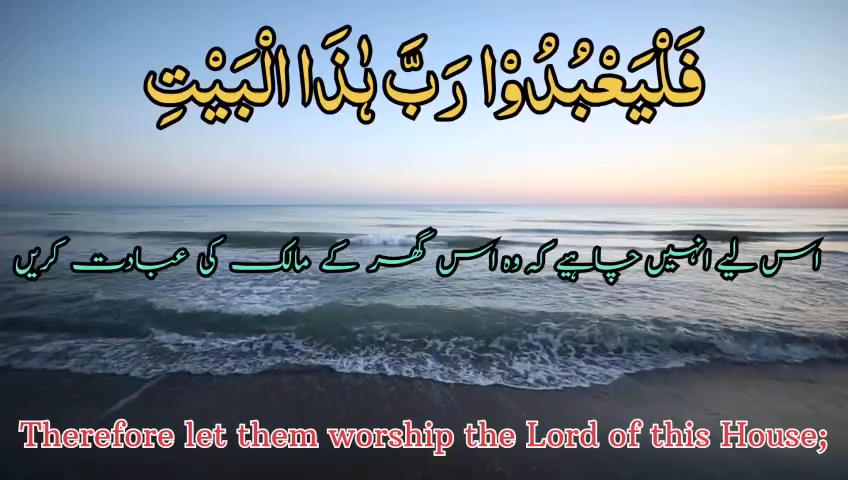 فَلْيَعْبُدُوْا رَبَّ هٰذَا الْبَيْتِ
اس لیے انہیں چاہیے کہ وہ اس گھر کے مالک کی عبادت کریں
Therefore let them worship the Lord of this House;